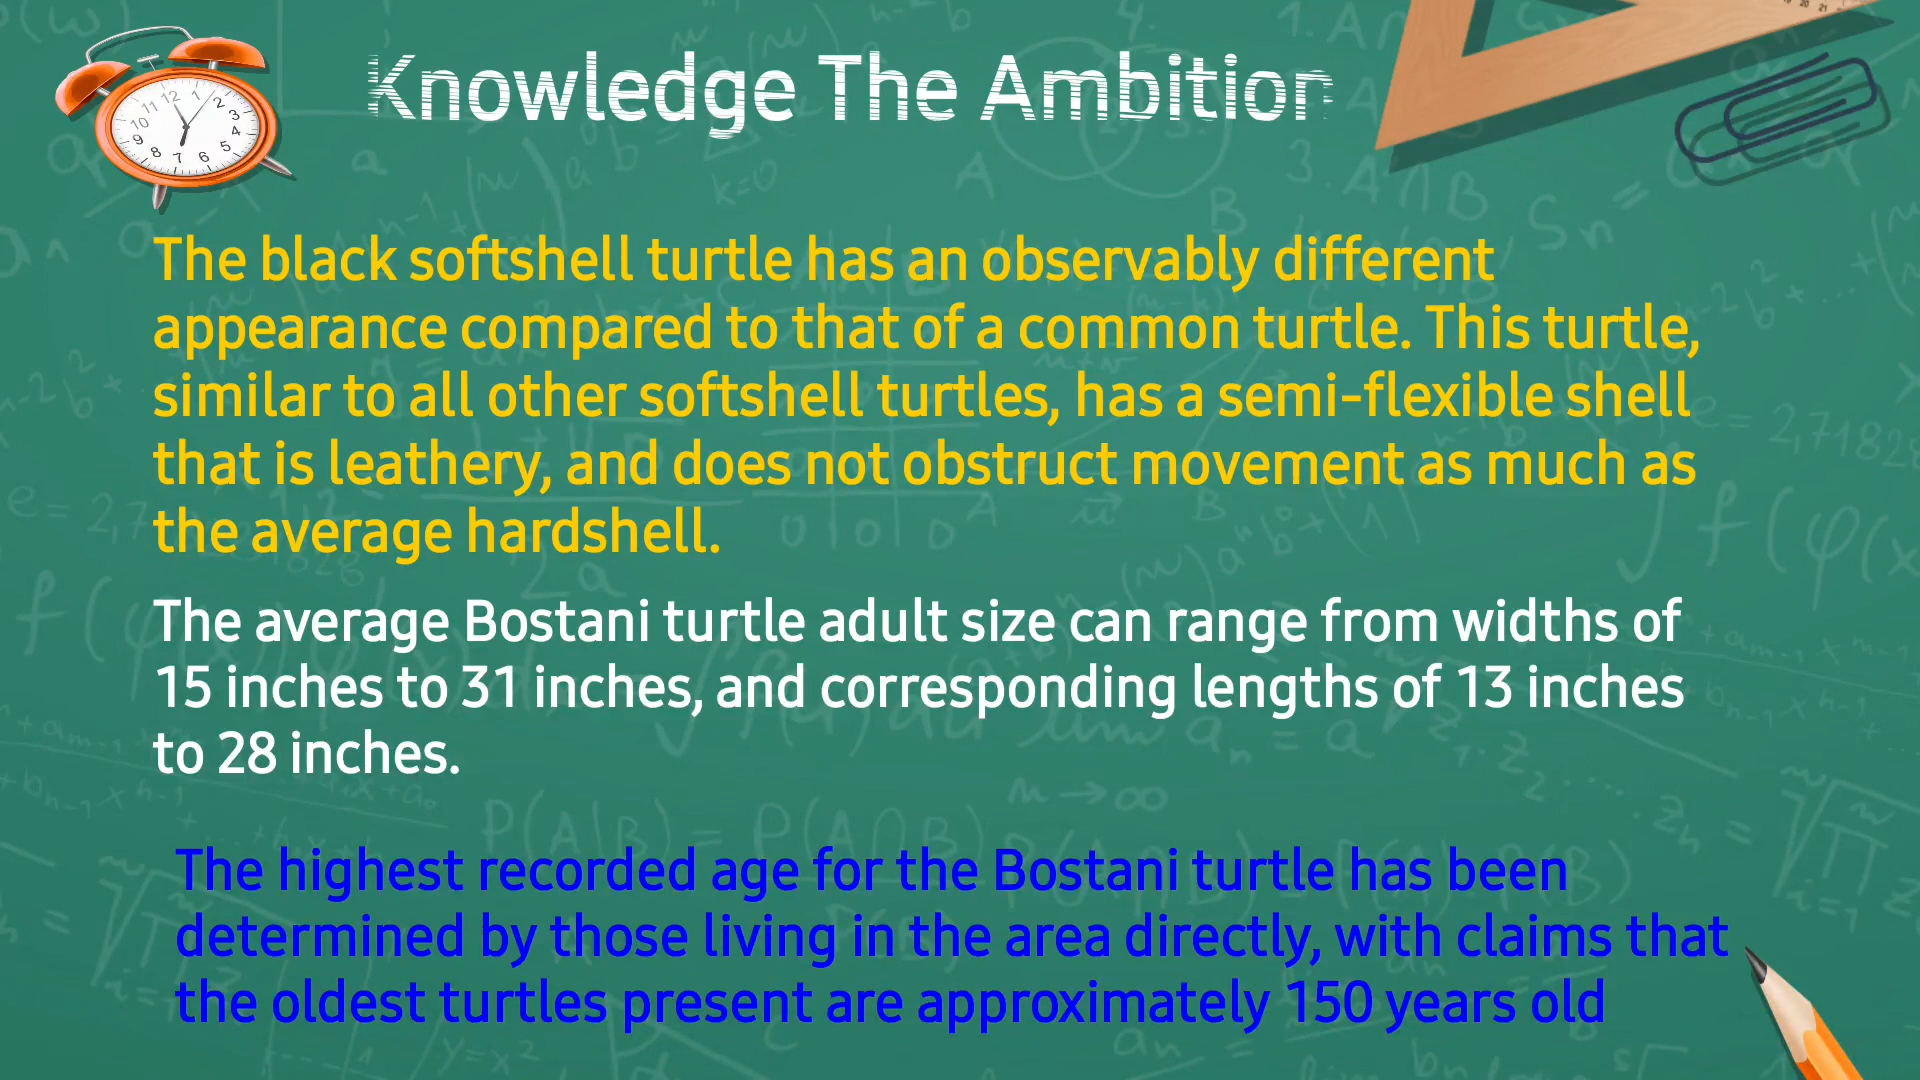 Knowledge The Ambition
The black softshell turtle has an observably different
appearance compared to that of a common turtle. This turtle,
similar to all other softshell turtles, has a semi-flexible shell
that is leathery, and does not obstruct movement as much as
the average hardshell.
The average Bostani turtle adult size can range from widths of
15 inches to 31 inches, and corresponding lengths of 13 inches
to 28 inches.
The highest recorded age for the Bostani turtle has been
determined by those living in the area directly, with claims that
the oldest turtles present are approximately 150 years old